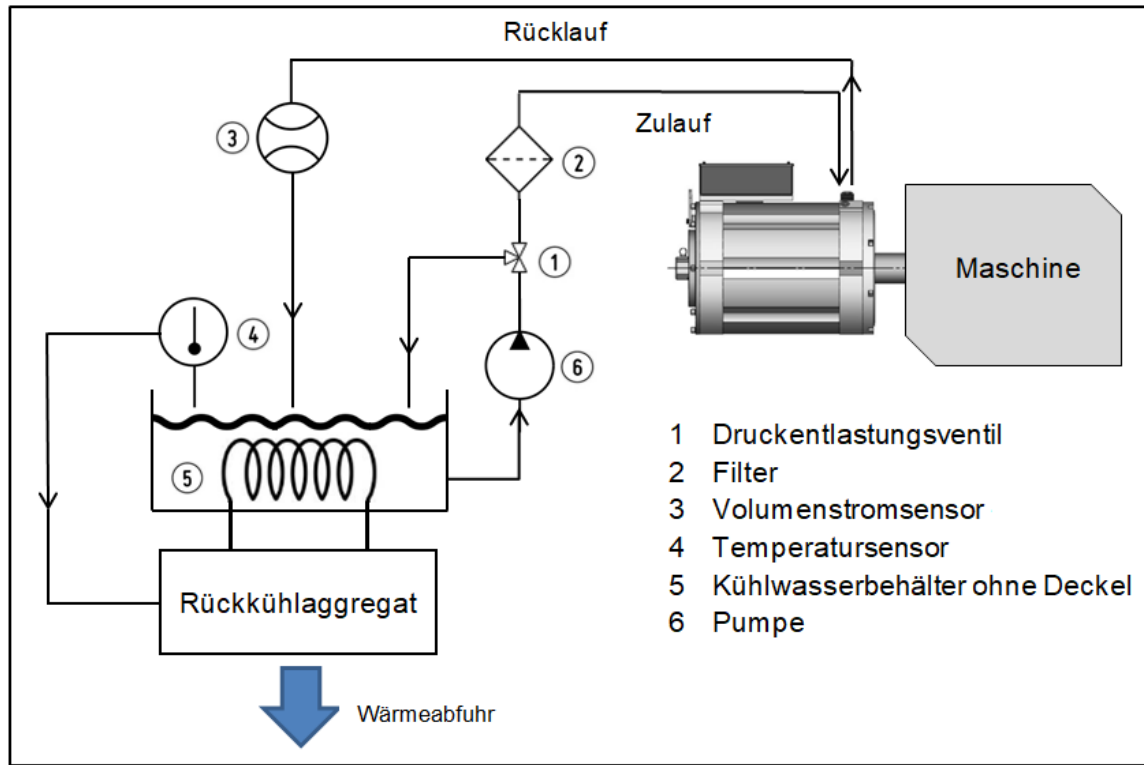 Rücklauf
Zulauf
3
2
1
4
6
5
Maschine
Rückkühlaggregat
Wärmeabfuhr
1 Druckentlastungsventil
2 Filter
3 Volumenstromsensor
4 Temperatursensor
5 Kühlwasserbehälter ohne Deckel
6 Pumpe